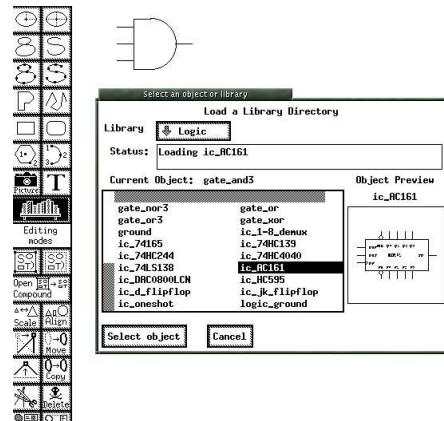 Select an object or library
Load a Library Directory
Library Logic
Status: Loading ic_AC161
Current Object: gate_and3
Object Preview
ic_AC161
gate_nor3 gate_or
gate_or3 gate_xor
ground ic_1-8_demux
ic_74165 ic_74HC139
ic_74HC244 ic_74HC4040
ic_74LS138 ic_AC161
ic_DAC0800LCN ic_HC595
ic_d_flipflop ic_jk_flipflop
ic_oneshot logic_ground
Select object Cancel
Picture T
Editing
modes
Open
Compound
Scale Align
Move
Copy
Delete